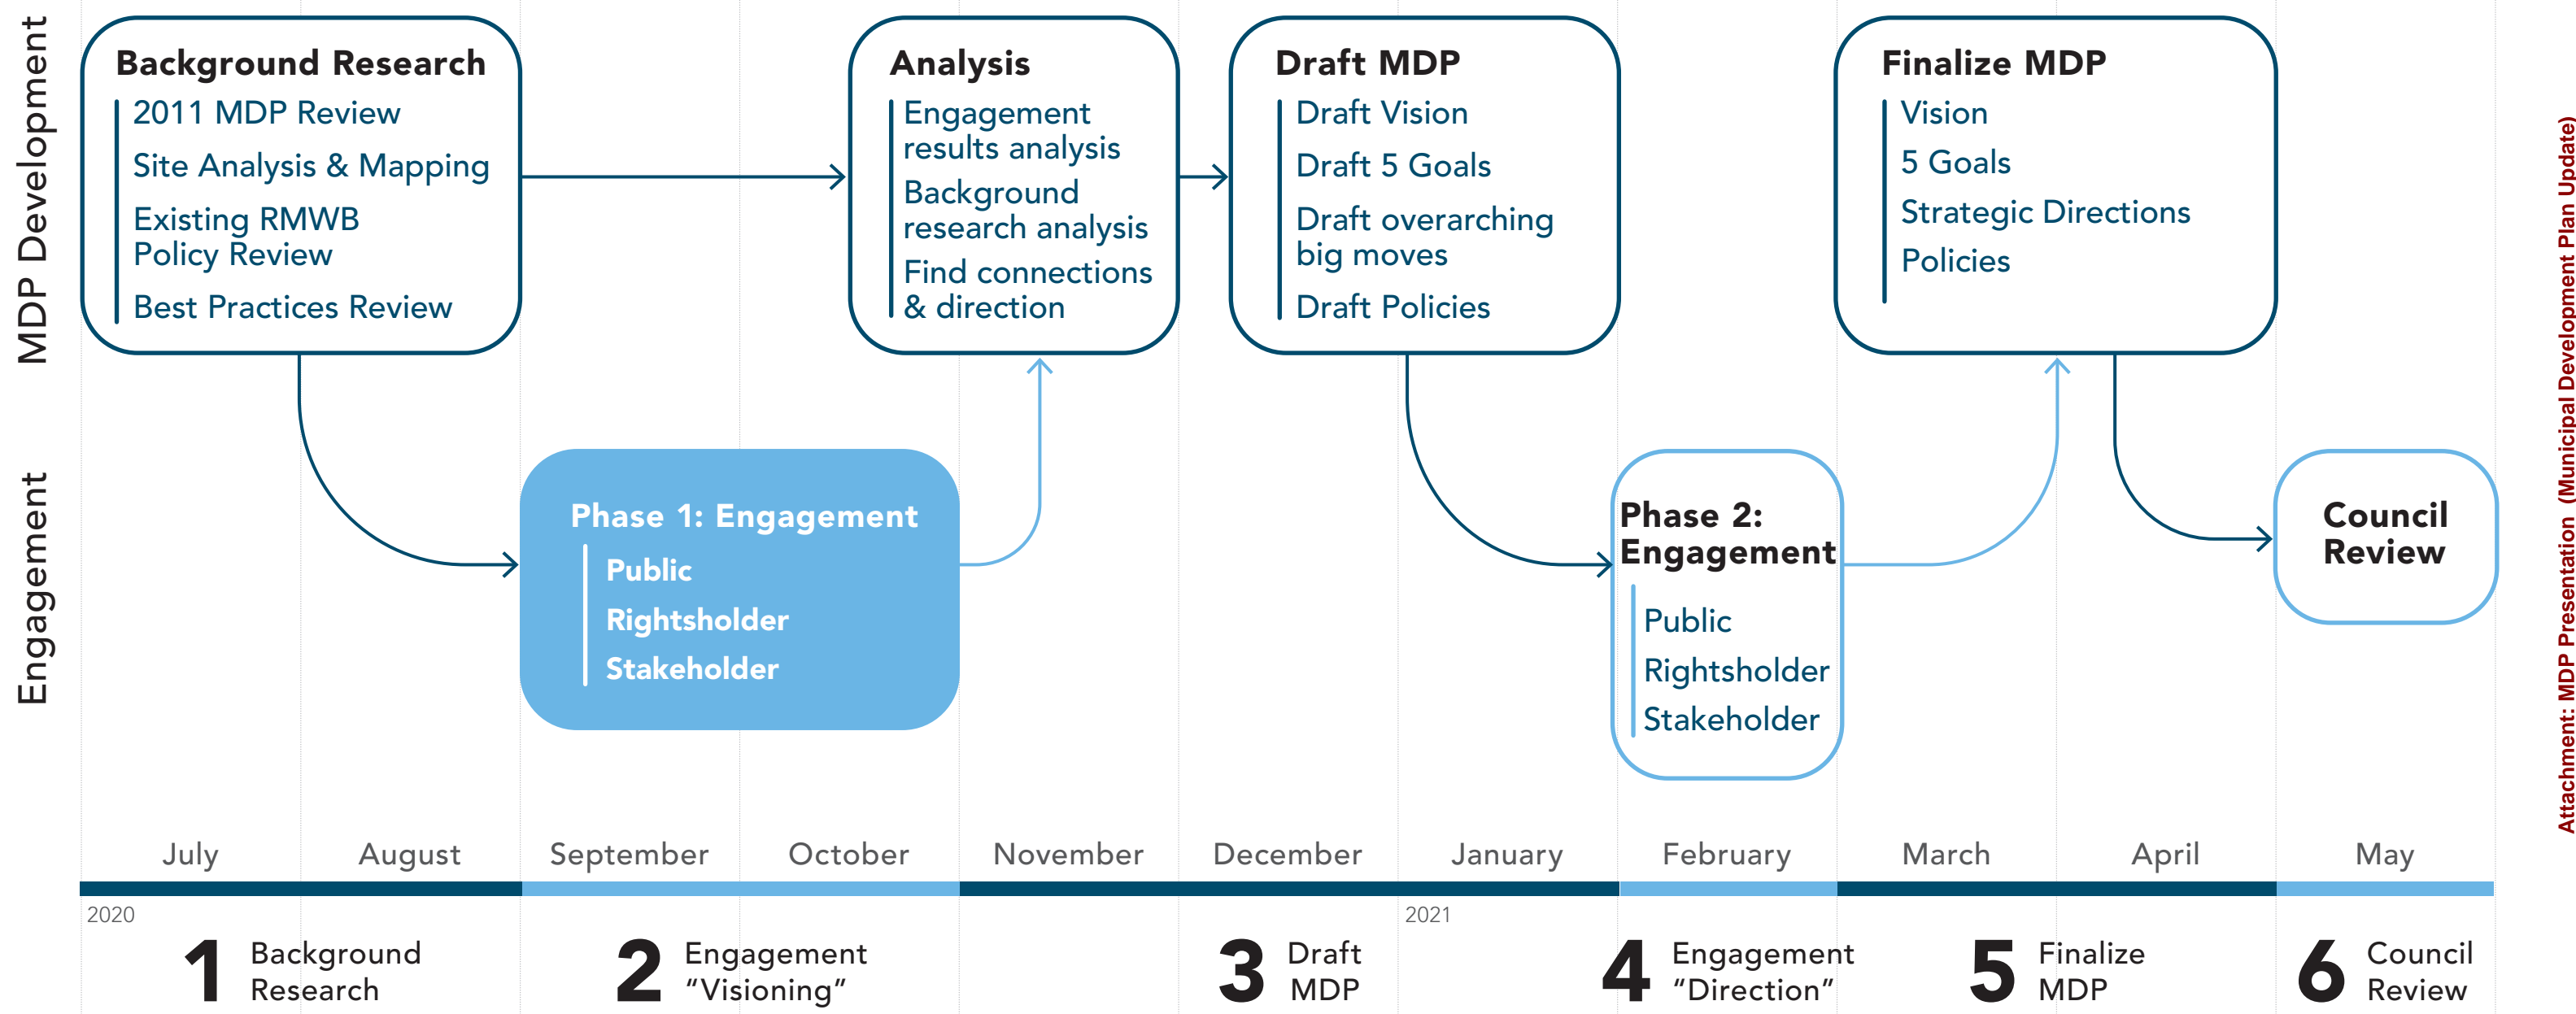 MDP Development
Background Research
2011 MDP Review
Site Analysis & Mapping
Existing RMWB
Policy Review
Best Practices Review
Analysis
Engagement
results analysis
Background
research analysis
Find connections
& direction
Draft MDP
Draft Vision
Draft 5 Goals
Draft overarching
big moves
Draft Policies
Finalize MDP
Vision
5 Goals
Strategic Directions
Policies
Engagement
Phase 1: Engagement
Public
Rightsholder
Stakeholder
Phase 2:
Engagement
Public
Rightsholder
Stakeholder
Council
Review
July August September October November December January February March April May
2020 2021
1 Background
Research
2 Engagement
“Visioning”
3 Draft
MDP
4 Engagement
“Direction”
5 Finalize
MDP
6 Council
Review
Attachment: MDP Presentation  (Municipal Development Plan Update)